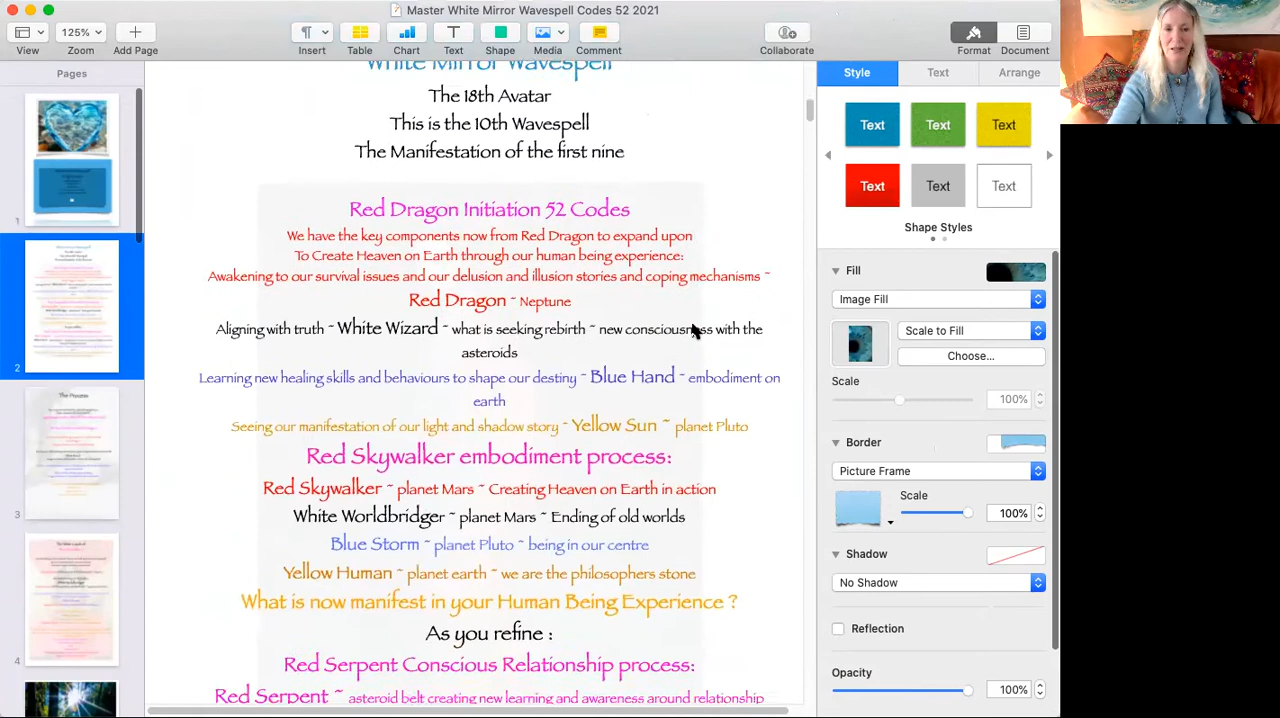 Master White Mirror Wavespell Codes 52 2021
125%
View
Zoom
Add Page
Insert
Table
Chart
Text
Shape
Media
Comment
Collaborate
Format
Document
Pages
1
2
The Process
3
4
White Mirror Wavespell
The 18th Avatar
This is the 10th Wavespell
The Manifestation of the first nine
Red Dragon Initiation 52 Codes
We have the key components now from Red Dragon to expand upon
To Create Heaven on Earth through our human being experience:
Awakening to our survival issues and our delusion and illusion stories and coping mechanisms ~
Red Dragon ~ Neptune
Aligning with truth ~ White Wizard ~ what is seeking rebirth ~ new consciousness with the
asteroids
Learning new healing skills and behaviours to shape our destiny ~ Blue Hand ~ embodiment on
earth
Seeing our manifestation of our light and shadow story ~ Yellow Sun ~ planet Pluto
Red Skywalker embodiment process:
Red Skywalker ~ planet Mars ~ Creating Heaven on Earth in action
White Worldbridger ~ planet Mars ~ Ending of old worlds
Blue Storm ~ planet Pluto ~ being in our centre
Yellow Human ~ planet earth ~ we are the philosophers stone
What is now manifest in your Human Being Experience ?
As you refine :
Red Serpent Conscious Relationship process:
Red Serpent ~ asteroid belt creating new learning and awareness around relationship
Style
Text
Arrange
Text
Text
Text
Text
Text
Text
Shape Styles
Fill
Image Fill
Scale to Fill
Choose...
Scale
100%
Border
Picture Frame
Scale
100%
Shadow
No Shadow
Reflection
Opacity
100%